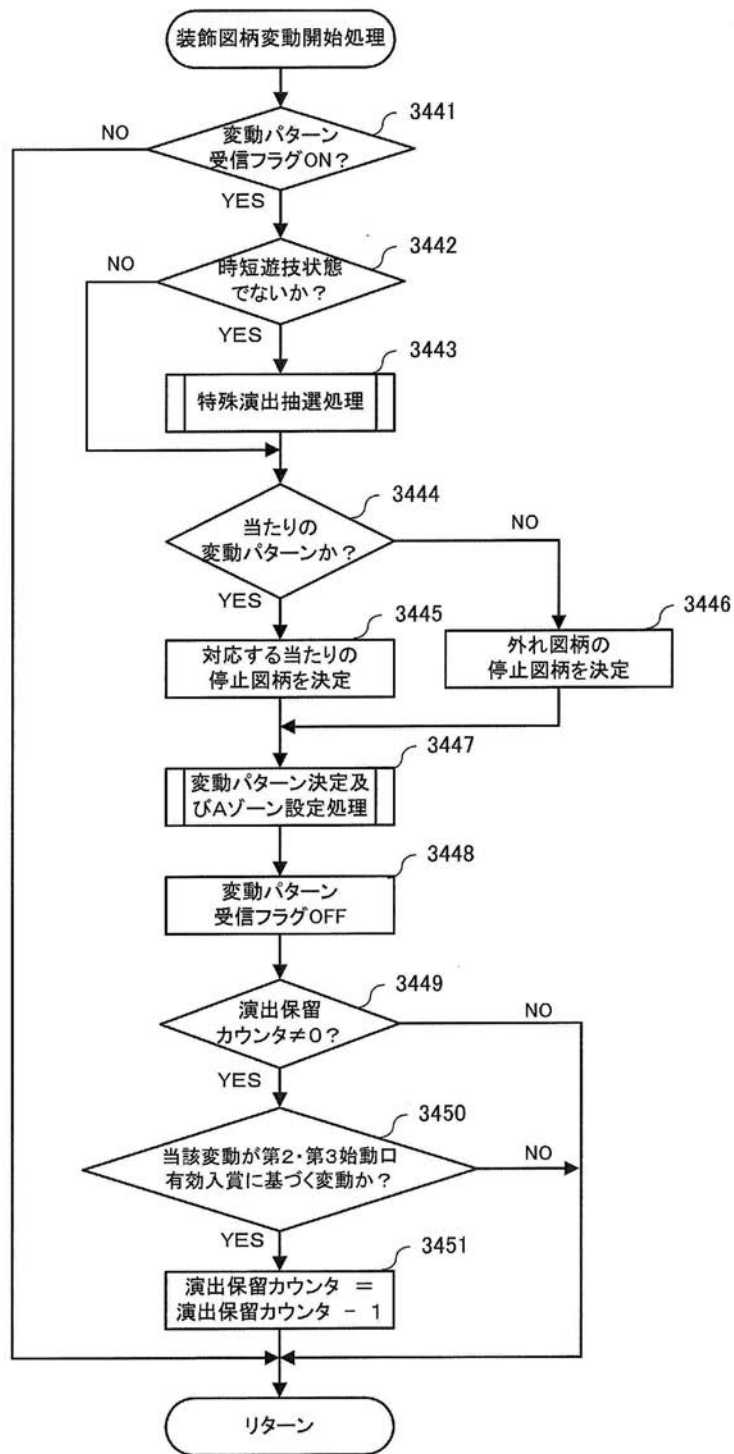 装飾図柄変動開始処理
3441
NO
変動パターン
受信フラグON?
YES
3442
NO
時短遊技状態
でないか?
YES
3443
特殊演出抽選処理
3444
当たりの
変動パターンか?
NO
YES
3445
対応する当たりの
停止図柄を決定
3446
外れ図柄の
停止図柄を決定
3447
変動パターン決定及
びAゾーン設定処理
3448
変動パターン
受信フラグOFF
3449
演出保留
カウンタ≠0?
NO
YES
3450
当該変動が第2・第3始動口
有効入賞に基づく変動か?
NO
YES
3451
演出保留カウンタ =
演出保留カウンタ - 1
リターン